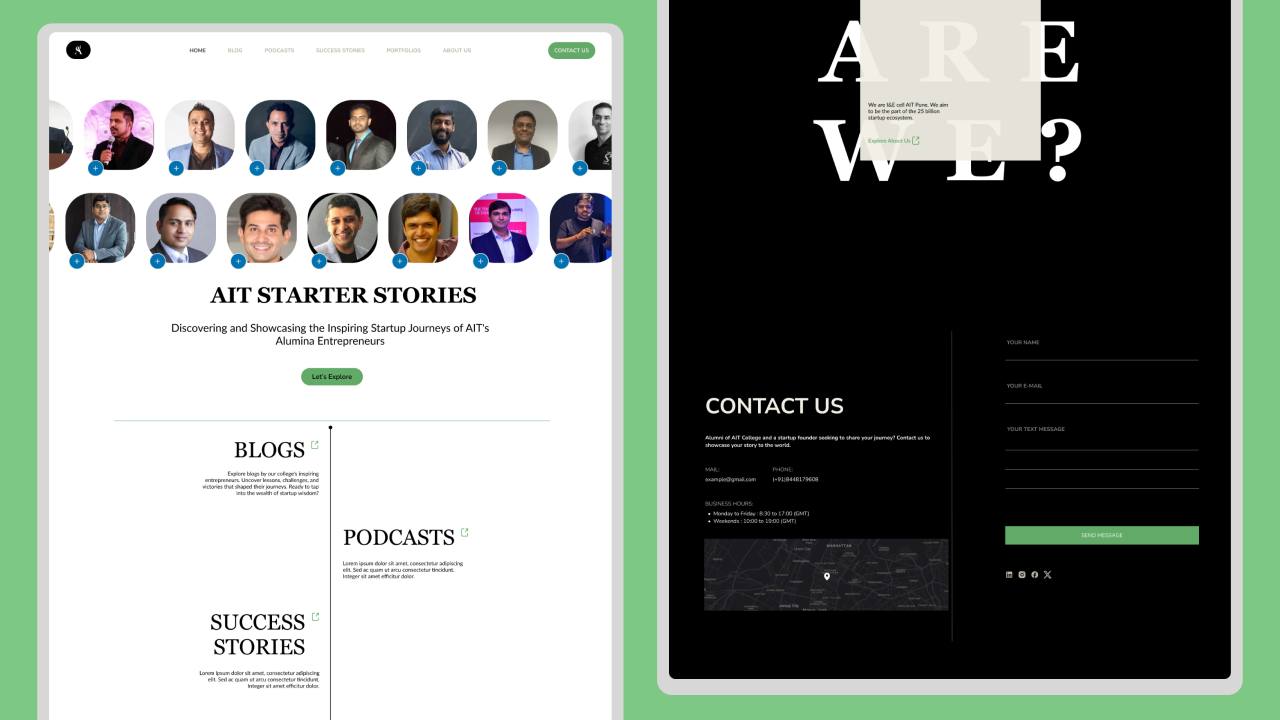 HOME BLOG PODCASTS SUCCESS STORIES PORTFOLIOS ABOUT US CONTACT US
AIT STARTER STORIES
Discovering and Showcasing the Inspiring Startup Journeys of AIT's
Alumina Entrepreneurs
Let's Explore
BLOGS
Explore blogs by our college's inspiring
entrepreneurs. Uncover lessons, challenges, and
victories that shaped their journeys. Ready to tap
into the wealth of startup wisdom?
PODCASTS
Lorem ipsum dolor sit amet, consectetur adipiscing
elit. Sed ac quam ut arcu consectetur tincidunt.
Integer sit amet efficitur dolor.
SUCCESS
STORIES
Lorem ipsum dolor sit amet, consectetur adipiscing
elit. Sed ac quam ut arcu consectetur tincidunt.
Integer sit amet efficitur dolor.
ARE
WE?
We are I&E cell AIT Pune. We aim
to be the part of the 25 billion
startup ecosystem.
Explore About Us
CONTACT US
Alumni of AIT College and a startup founder seeking to share your journey? Contact us to
showcase your story to the world.
MAIL: PHONE:
example@gmail.com (+91)8448179608
BUSINESS HOURS:
• Monday to Friday : 8:30 to 17:00 (GMT)
• Weekends : 10:00 to 19:00 (GMT)
MANHATTAN
YOUR NAME
YOUR E-MAIL
YOUR TEXT MESSAGE
SEND MESSAGE